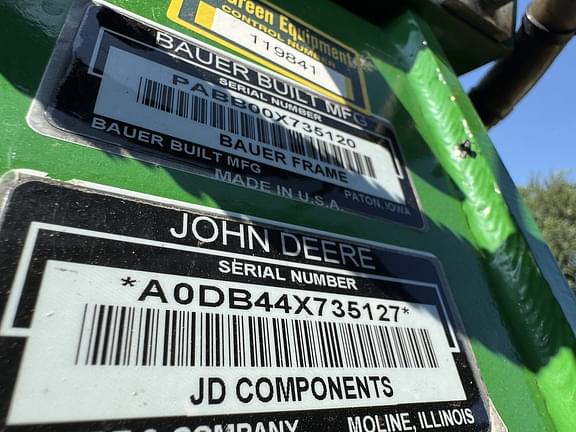 Green Equipment
CONTROL NUMBER
119841
BAUER BUILT MFG
SERIAL NUMBER
PABB00X735120
BAUER FRAME
BAUER BUILT MFG
PATON, IOWA
MADE IN U.S.A.
JOHN DEERE
SERIAL NUMBER
*A0DB44X735127*
JD COMPONENTS
& COMPANY MOLINE, ILLINOIS